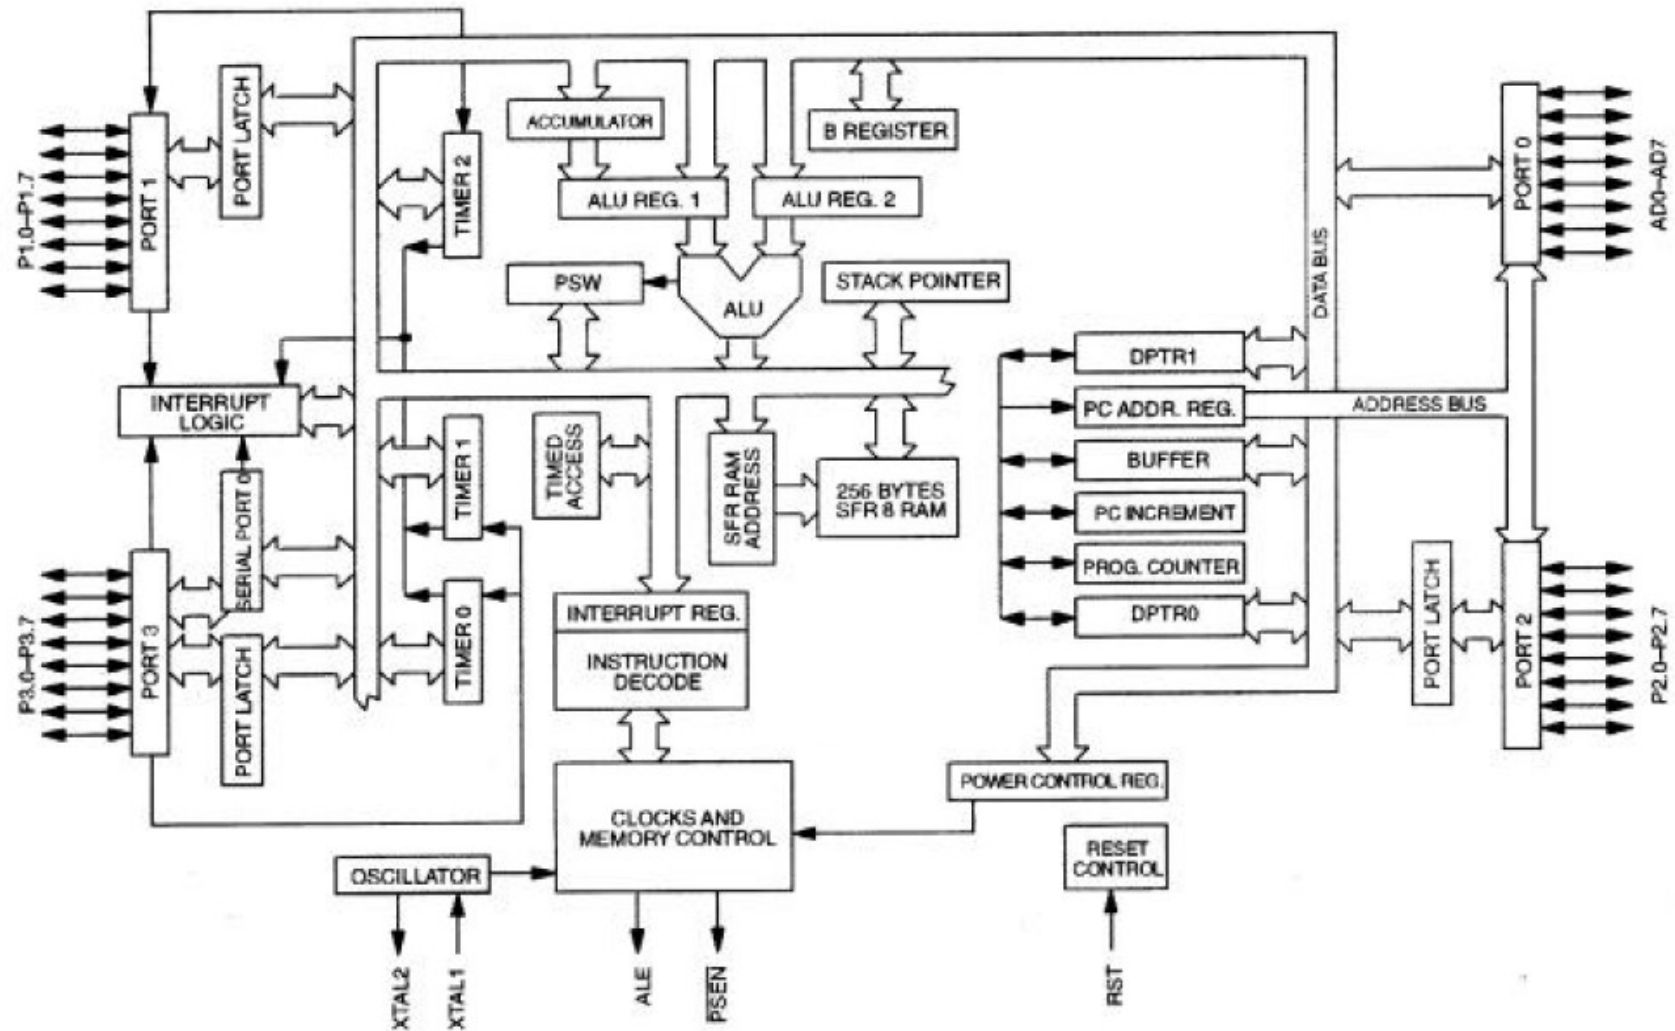 P1.0–P1.7
PORT 1
PORT LATCH
TIMER 2
ACCUMULATOR
B REGISTER
ALU REG. 1
ALU REG. 2
PSW
ALU
STACK POINTER
DATA BUS
PORT 0
AD0–AD7
INTERRUPT
LOGIC
DPTR1
PC ADDR. REG.
ADDRESS BUS
BUFFER
PC INCREMENT
PROG. COUNTER
DPTR0
TIMER 1
TIMED
ACCESS
SFR RAM
ADDRESS
256 BYTES
SFR 8 RAM
SERIAL PORT 0
P3.0–P3.7
PORT 3
PORT LATCH
TIMER 0
INTERRUPT REG.
INSTRUCTION
DECODE
PORT LATCH
PORT 2
P2.0–P2.7
CLOCKS AND
MEMORY CONTROL
POWER CONTROL REG.
RESET
CONTROL
OSCILLATOR
XTAL2
XTAL1
ALE
PSEN
RST